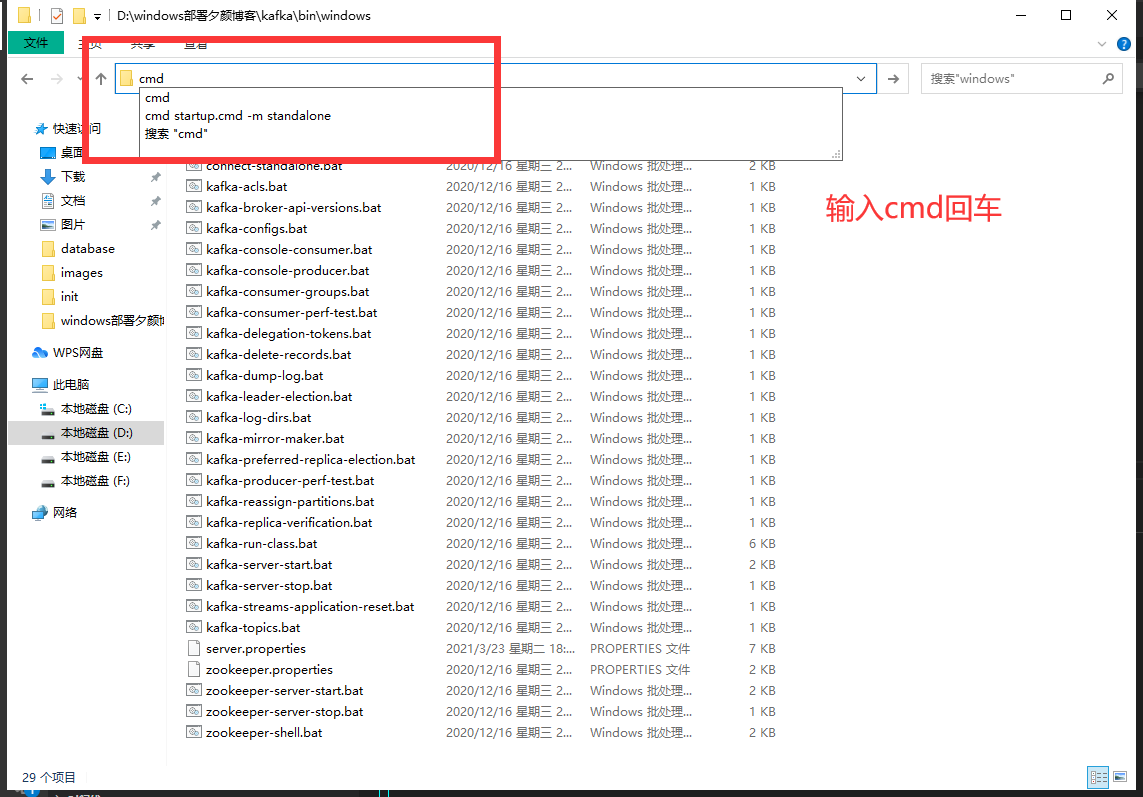 D:\windows部署夕颜博客\kafka\bin\windows
文件 主页 共享 查看
cmd
搜索"windows"
cmd
cmd startup.cmd -m standalone
搜索 "cmd"
输入cmd回车
快速访问
桌面
下载
文档
图片
database
images
init
windows部署夕颜博
WPS网盘
此电脑
本地磁盘 (C:)
本地磁盘 (D:)
本地磁盘 (E:)
本地磁盘 (F:)
网络
connect-standalone.bat 2020/12/16 星期三 2... Windows 批处理... 2 KB
kafka-acls.bat 2020/12/16 星期三 2... Windows 批处理... 1 KB
kafka-broker-api-versions.bat 2020/12/16 星期三 2... Windows 批处理... 1 KB
kafka-configs.bat 2020/12/16 星期三 2... Windows 批处理... 1 KB
kafka-console-consumer.bat 2020/12/16 星期三 2... Windows 批处理... 1 KB
kafka-console-producer.bat 2020/12/16 星期三 2... Windows 批处理... 1 KB
kafka-consumer-groups.bat 2020/12/16 星期三 2... Windows 批处理... 1 KB
kafka-consumer-perf-test.bat 2020/12/16 星期三 2... Windows 批处理... 1 KB
kafka-delegation-tokens.bat 2020/12/16 星期三 2... Windows 批处理... 1 KB
kafka-delete-records.bat 2020/12/16 星期三 2... Windows 批处理... 1 KB
kafka-dump-log.bat 2020/12/16 星期三 2... Windows 批处理... 1 KB
kafka-leader-election.bat 2020/12/16 星期三 2... Windows 批处理... 1 KB
kafka-log-dirs.bat 2020/12/16 星期三 2... Windows 批处理... 1 KB
kafka-mirror-maker.bat 2020/12/16 星期三 2... Windows 批处理... 1 KB
kafka-preferred-replica-election.bat 2020/12/16 星期三 2... Windows 批处理... 1 KB
kafka-producer-perf-test.bat 2020/12/16 星期三 2... Windows 批处理... 1 KB
kafka-reassign-partitions.bat 2020/12/16 星期三 2... Windows 批处理... 1 KB
kafka-replica-verification.bat 2020/12/16 星期三 2... Windows 批处理... 1 KB
kafka-run-class.bat 2020/12/16 星期三 2... Windows 批处理... 6 KB
kafka-server-start.bat 2020/12/16 星期三 2... Windows 批处理... 2 KB
kafka-server-stop.bat 2020/12/16 星期三 2... Windows 批处理... 1 KB
kafka-streams-application-reset.bat 2020/12/16 星期三 2... Windows 批处理... 1 KB
kafka-topics.bat 2020/12/16 星期三 2... Windows 批处理... 1 KB
server.properties 2021/3/23 星期二 18:... PROPERTIES 文件 7 KB
zookeeper.properties 2020/12/16 星期三 2... PROPERTIES 文件 2 KB
zookeeper-server-start.bat 2020/12/16 星期三 2... Windows 批处理... 2 KB
zookeeper-server-stop.bat 2020/12/16 星期三 2... Windows 批处理... 1 KB
zookeeper-shell.bat 2020/12/16 星期三 2... Windows 批处理... 2 KB
29 个项目